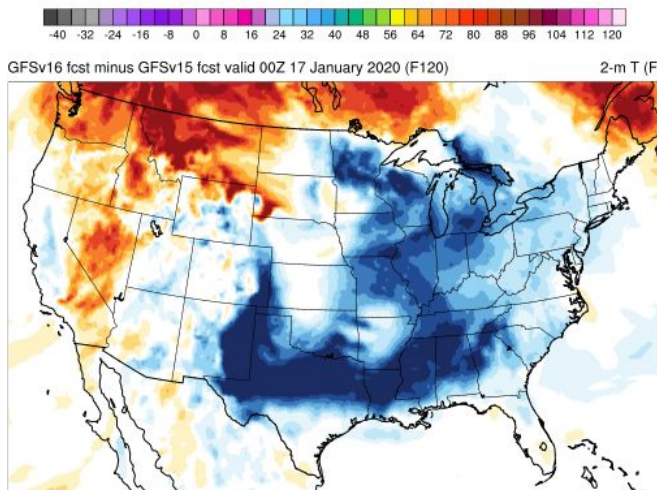 -40 -32 -24 -16 -8 0 8 16 24 32 40 48 56 64 72 80 88 96 104 112 120
GFSv16 fcst minus GFSv15 fcst valid 00Z 17 January 2020 (F120) 2-m T (F